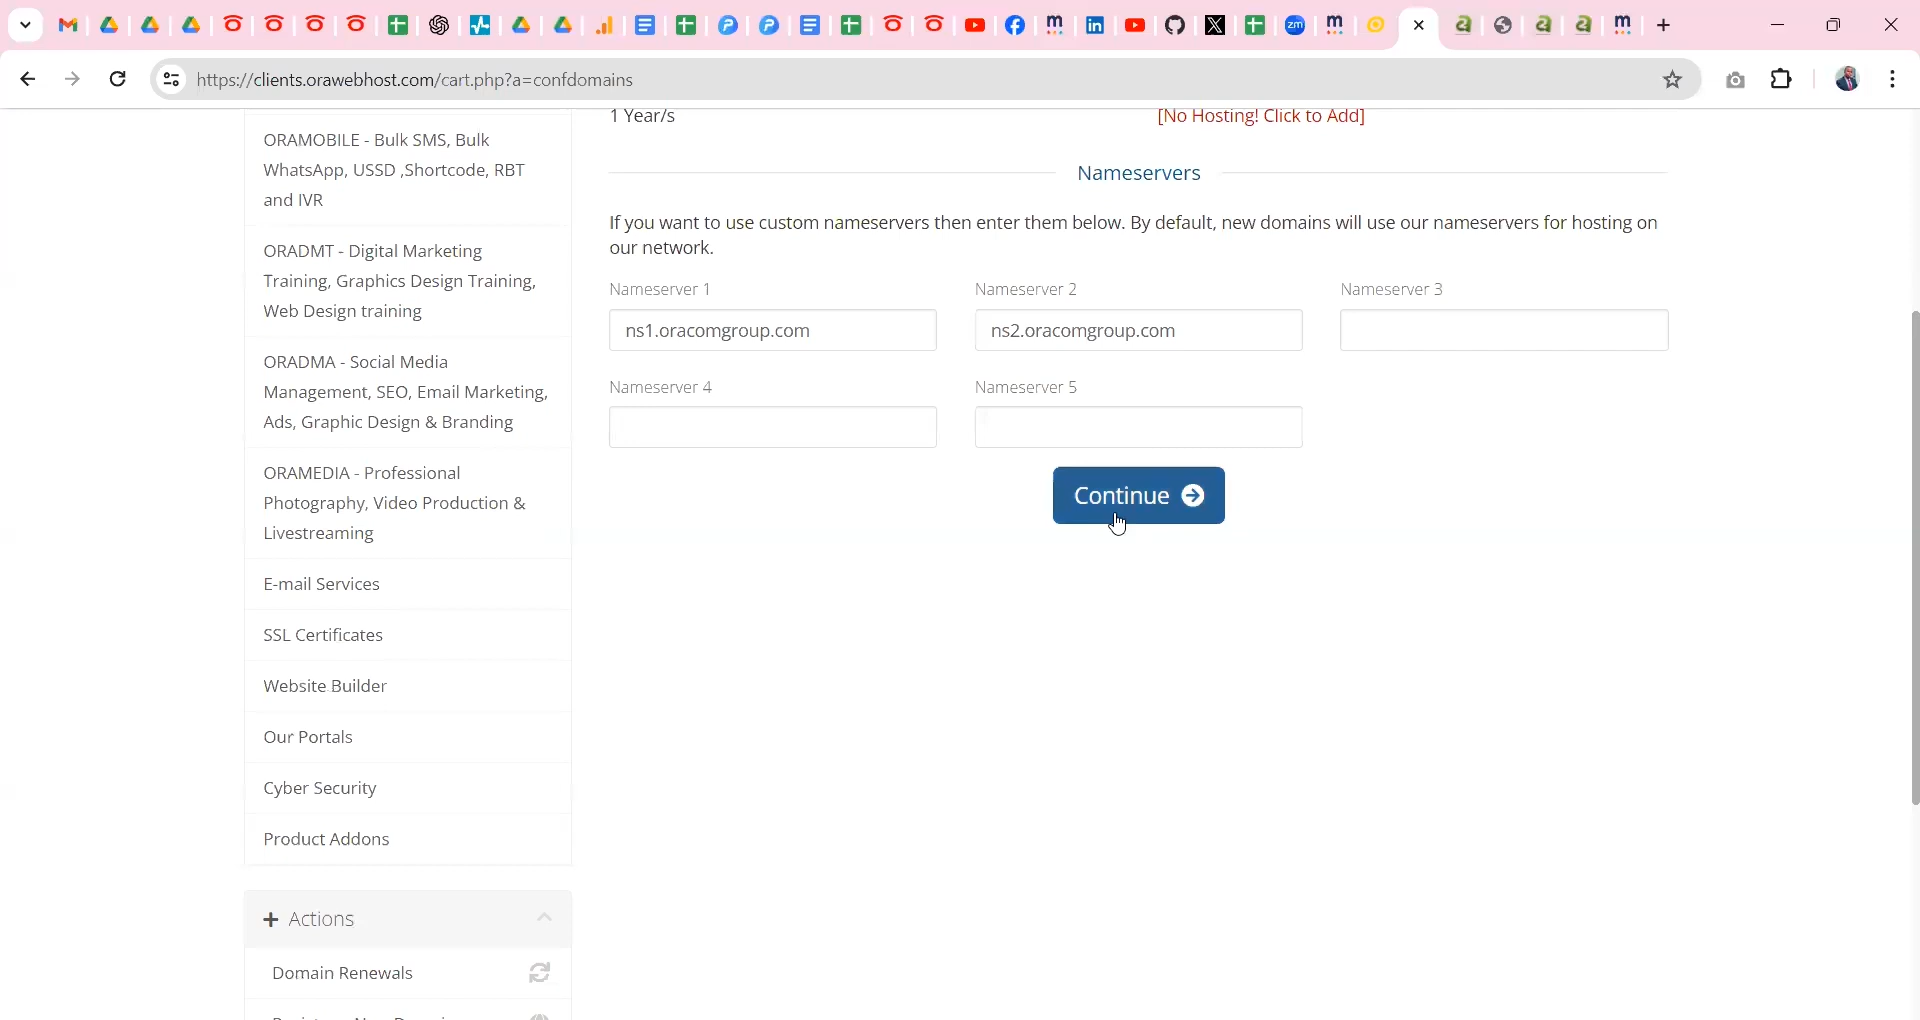 https://clients.orawebhost.com/cart.php?a=confdomains
1 Year/s
[No Hosting! Click to Add]
ORAMOBILE - Bulk SMS, Bulk
WhatsApp, USSD ,Shortcode, RBT
and IVR
ORADMT - Digital Marketing
Training, Graphics Design Training,
Web Design training
ORADMA - Social Media
Management, SEO, Email Marketing,
Ads, Graphic Design & Branding
ORAMEDIA - Professional
Photography, Video Production &
Livestreaming
E-mail Services
SSL Certificates
Website Builder
Our Portals
Cyber Security
Product Addons
Actions
Domain Renewals
Nameservers
If you want to use custom nameservers then enter them below. By default, new domains will use our nameservers for hosting on
our network.
Nameserver 1
Nameserver 2
Nameserver 3
ns1.oracomgroup.com
ns2.oracomgroup.com
Nameserver 4
Nameserver 5
Continue